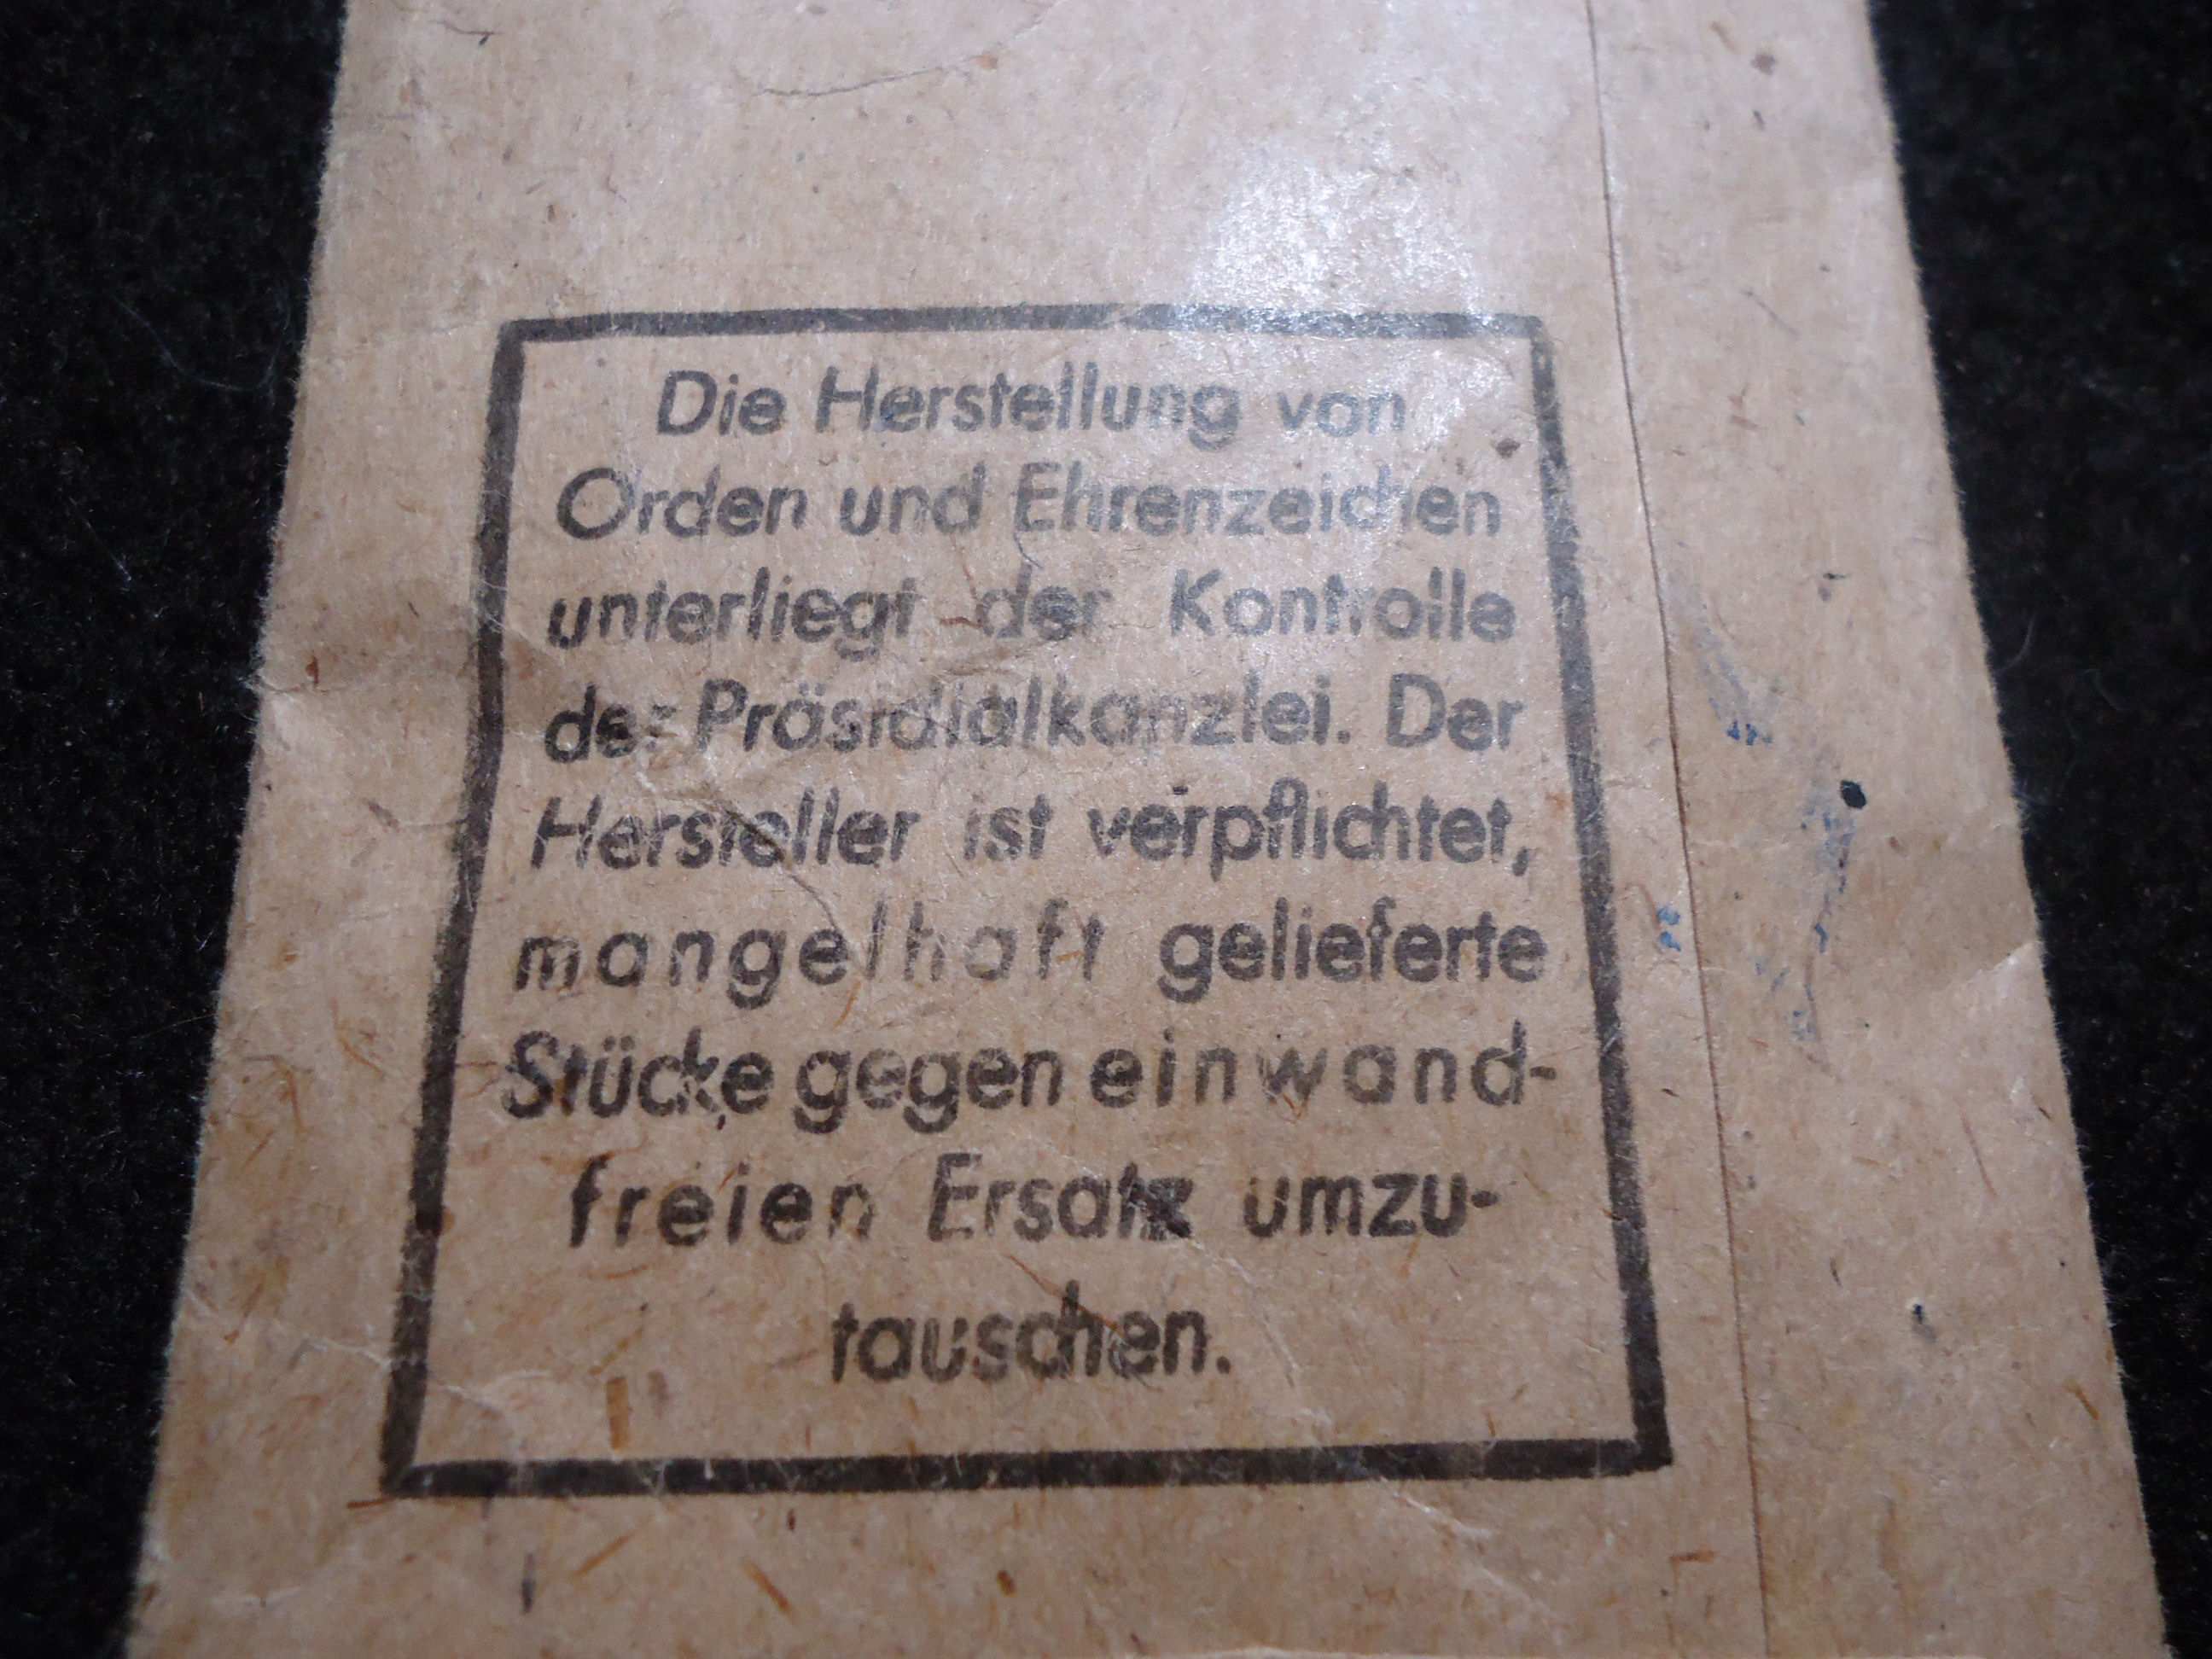 Die Herstellung von
Orden und Ehrenzeichen
unterliegt der Kontrolle
der Präsidialkanzlei. Der
Hersteller ist verpflichtet,
mangelhaft gelieferte
Stücke gegen einwand-
freien Ersatz umzu-
tauschen.